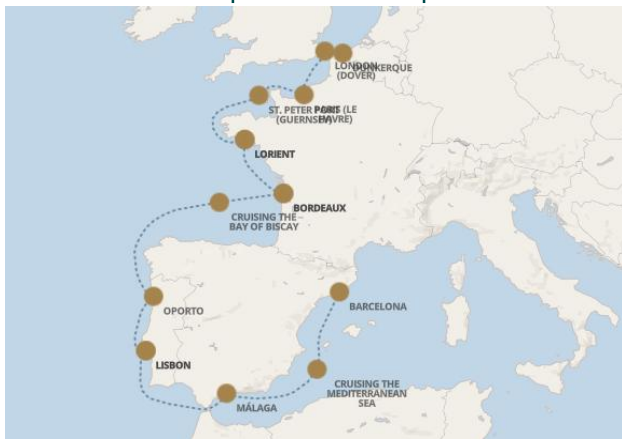 LONDON
(DOVER)
DUNKERQUE
ST. PETER PORT
(GUERNSEY)
PARIS (LE
HAVRE)
LORIENT
BORDEAUX
CRUISING THE
BAY OF BISCAY
OPORTO
BARCELONA
LISBON
CRUISING THE
MEDITERRANEAN
SEA
MÁLAGA